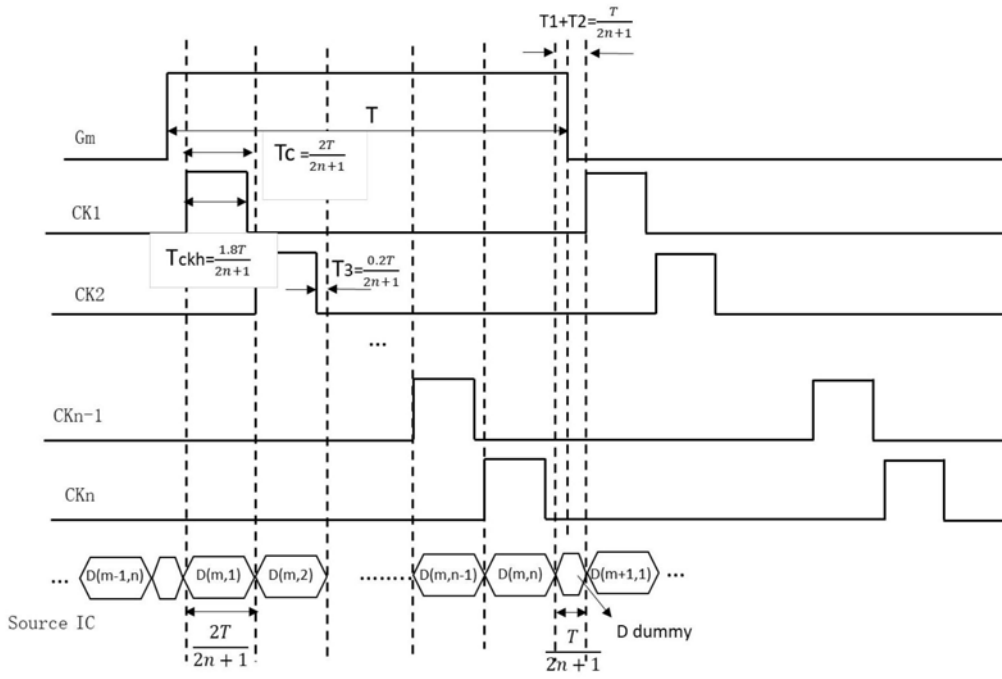 T1+T2=T/(2n+1)
T
Gm
Tc =2T/(2n+1)
CK1
Tckh=1.8T/(2n+1)
T3=0.2T/(2n+1)
CK2
...
CKn-1
CKn
... D(m-1,n) D(m,1) D(m,2) ........ D(m,n-1) D(m,n) D(m+1,1) ...
Source IC
D dummy
2T/(2n + 1)
T/(2n + 1)